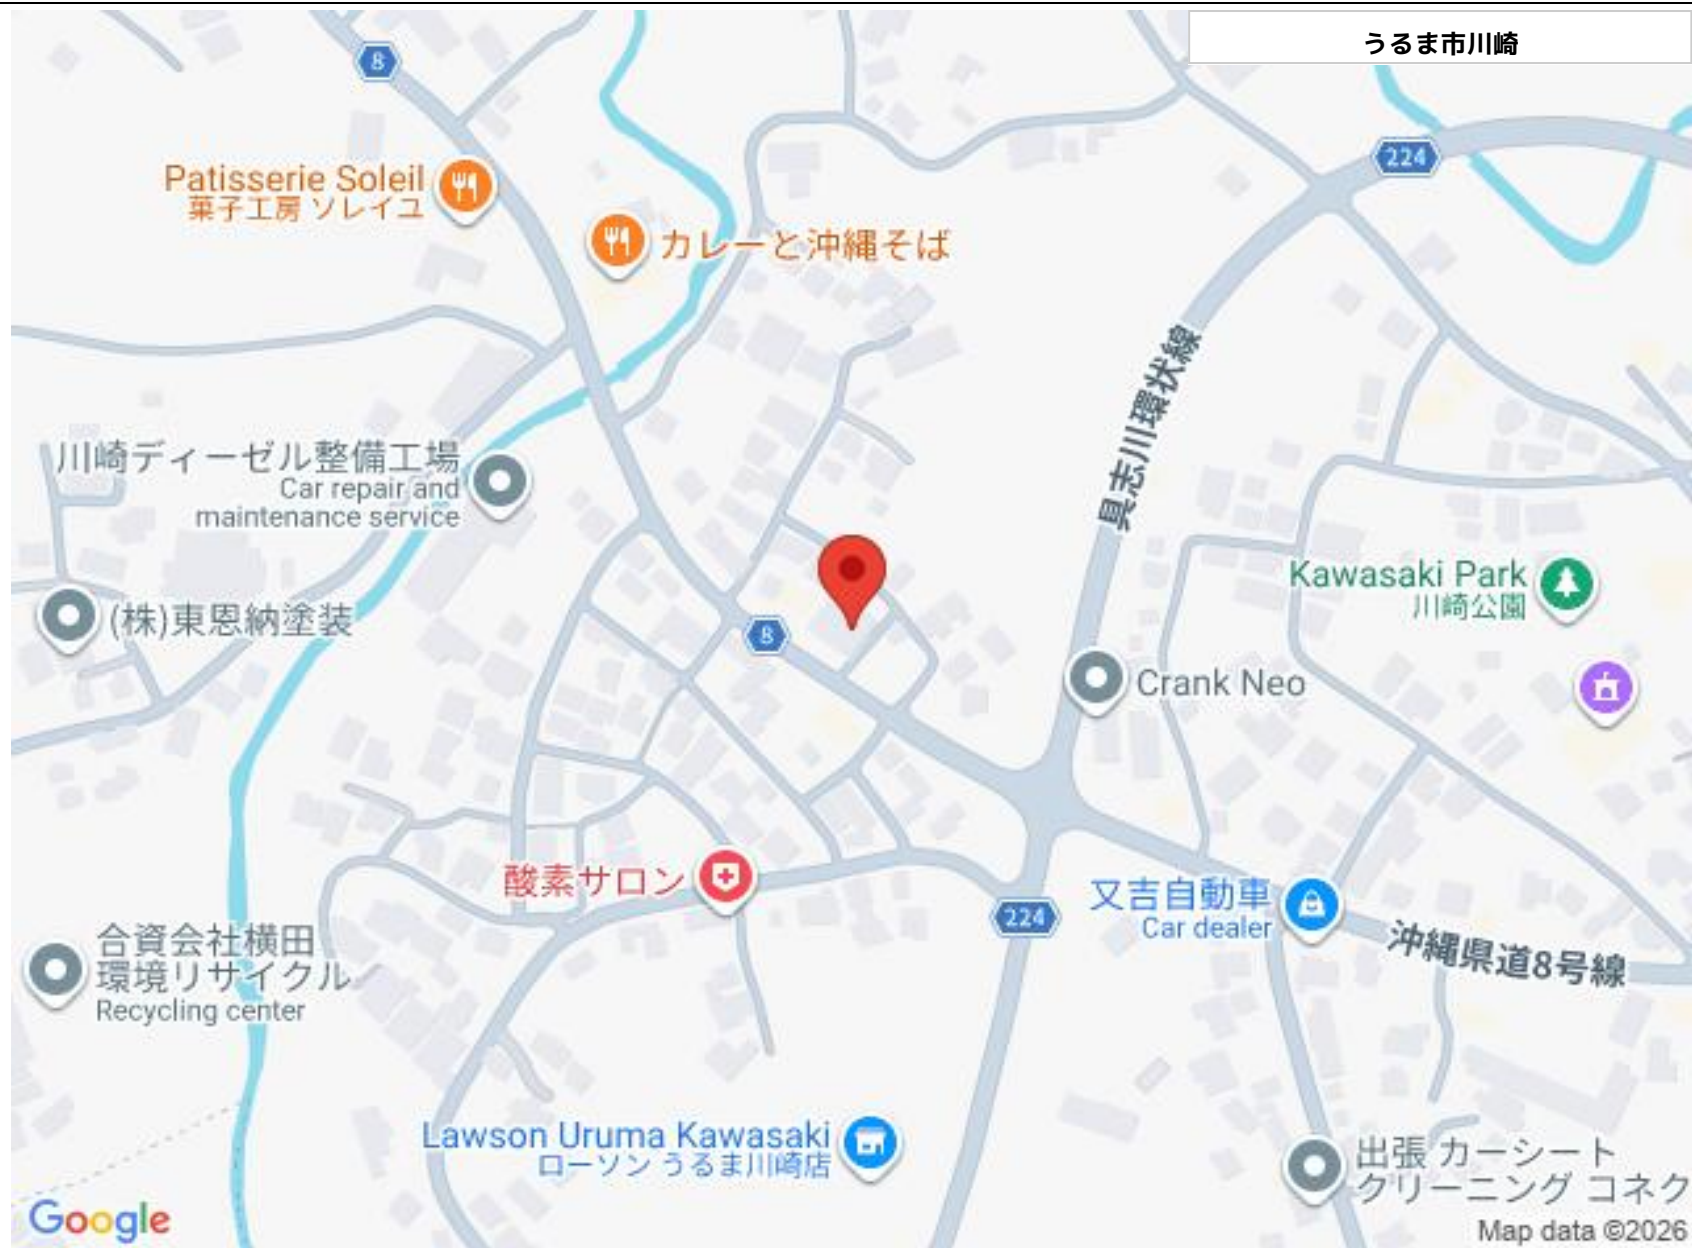 うるま市川崎
8
224
Patisserie Soleil
菓子工房 ソレイユ
カレーと沖縄そば
具志川環状線
川崎ディーゼル整備工場
Car repair and
maintenance service
Kawasaki Park
川崎公園
(株)東恩納塗装
8
Crank Neo
酸素サロン
又吉自動車
Car dealer
224
沖縄県道8号線
合資会社横田
環境リサイクル
Recycling center
Lawson Uruma Kawasaki
ローソン うるま川崎店
出張 カーシート
クリーニング コネク
Google
Map data ©2026